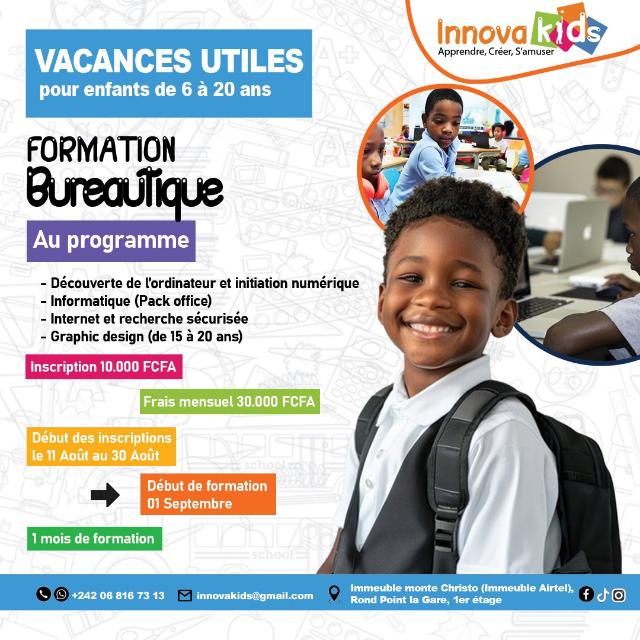 VACANCES UTILES
pour enfants de 6 à 20 ans
Innova kids
Apprendre, Créer, S'amuser
FORMATION
Bureautique
Au programme
- Découverte de l'ordinateur et initiation numérique
- Informatique (Pack office)
- Internet et recherche sécurisée
- Graphic design (de 15 à 20 ans)
Inscription 10.000 FCFA
Frais mensuel 30.000 FCFA
Début des inscriptions
le 11 Août au 30 Août
Début de formation
01 Septembre
1 mois de formation
school
school
+242 06 816 73 13
innovakids@gmail.com
Immeuble monte Christo (Immeuble Airtel),
Rond Point la Gare, 1er étage